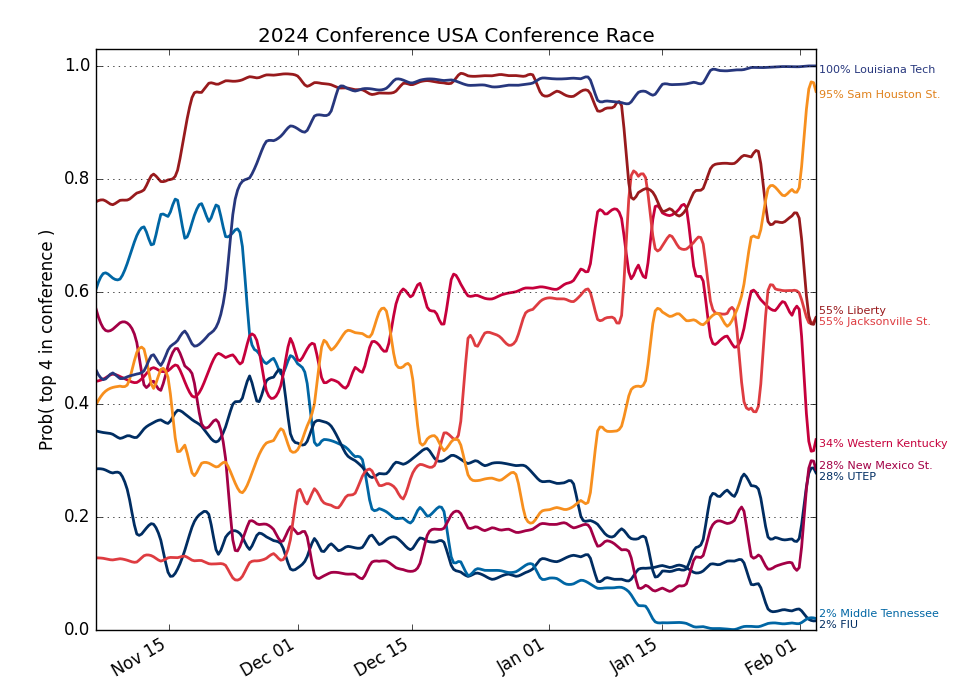 2024 Conference USA Conference Race
Prob( top 4 in conference )
1.0
0.8
0.6
0.4
0.2
0.0
Nov 15
Dec 01
Dec 15
Jan 01
Jan 15
Feb 01
100% Louisiana Tech
95% Sam Houston St.
55% Liberty
55% Jacksonville St.
34% Western Kentucky
28% New Mexico St.
28% UTEP
2% Middle Tennessee
2% FIU